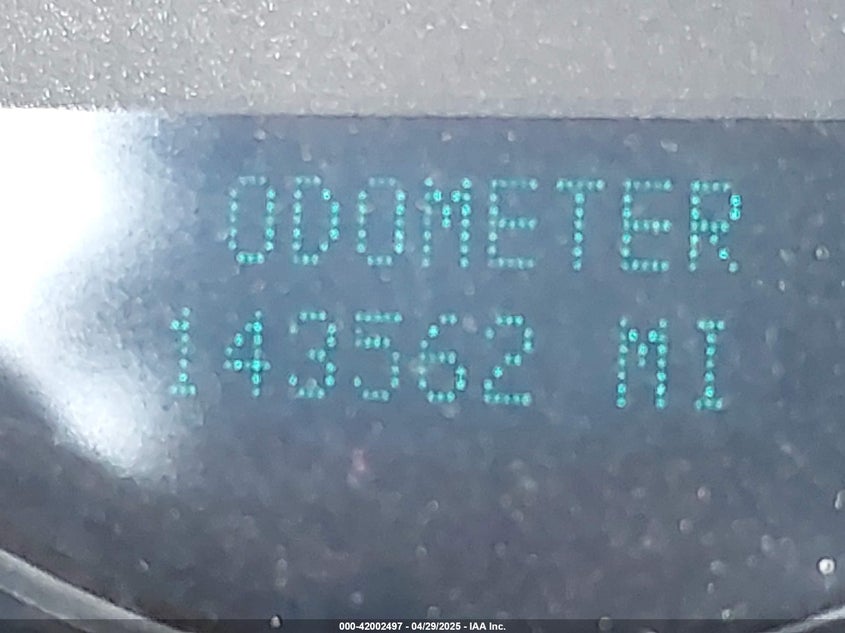 ODOMETER
143562 MI
000-42002497 - 04/29/2025 - IAA Inc.